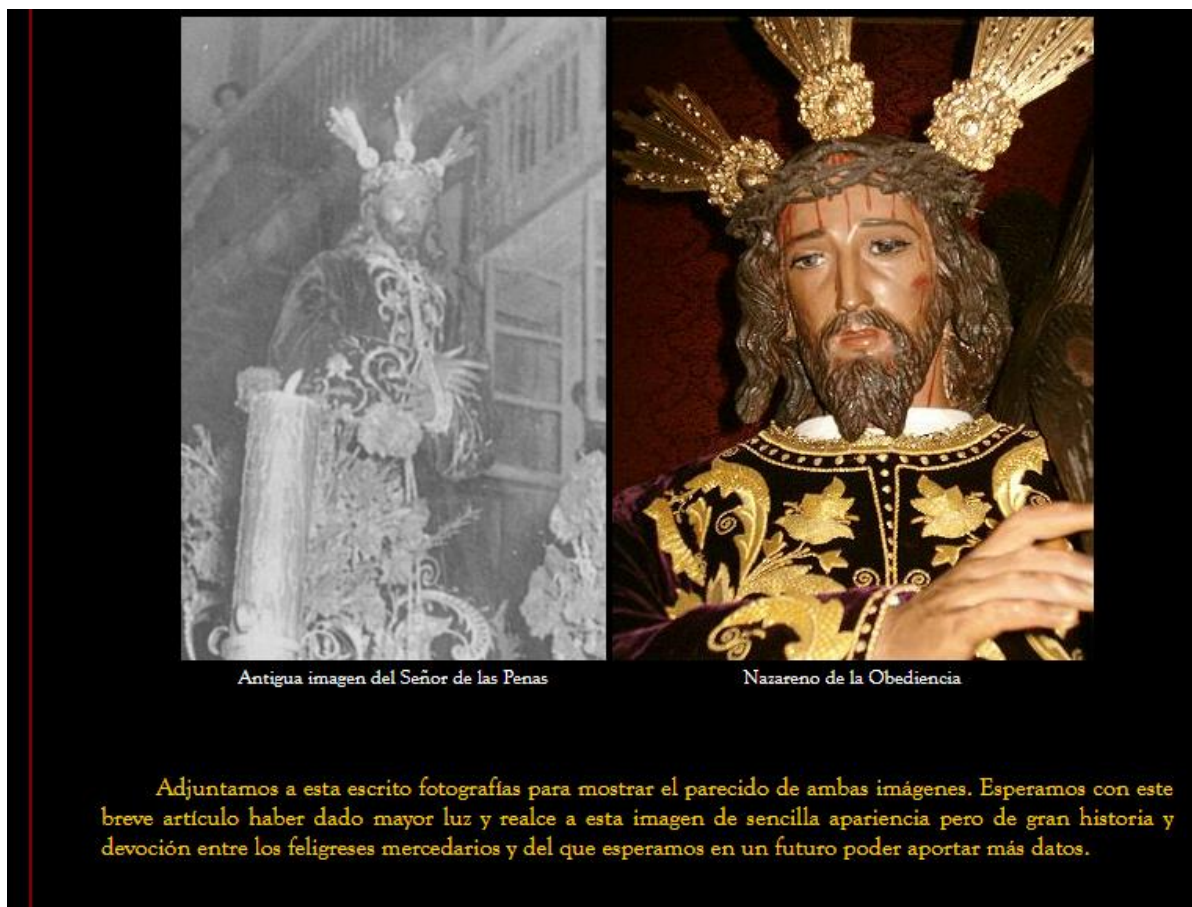 Antigua imagen del Señor de las Penas
Nazareno de la Obediencia
Adjuntamos a esta escrito fotografías para mostrar el parecido de ambas imágenes. Esperamos con este
breve artículo haber dado mayor luz y realce a esta imagen de sencilla apariencia pero de gran historia y
devoción entre los feligreses mercedarios y del que esperamos en un futuro poder aportar más datos.